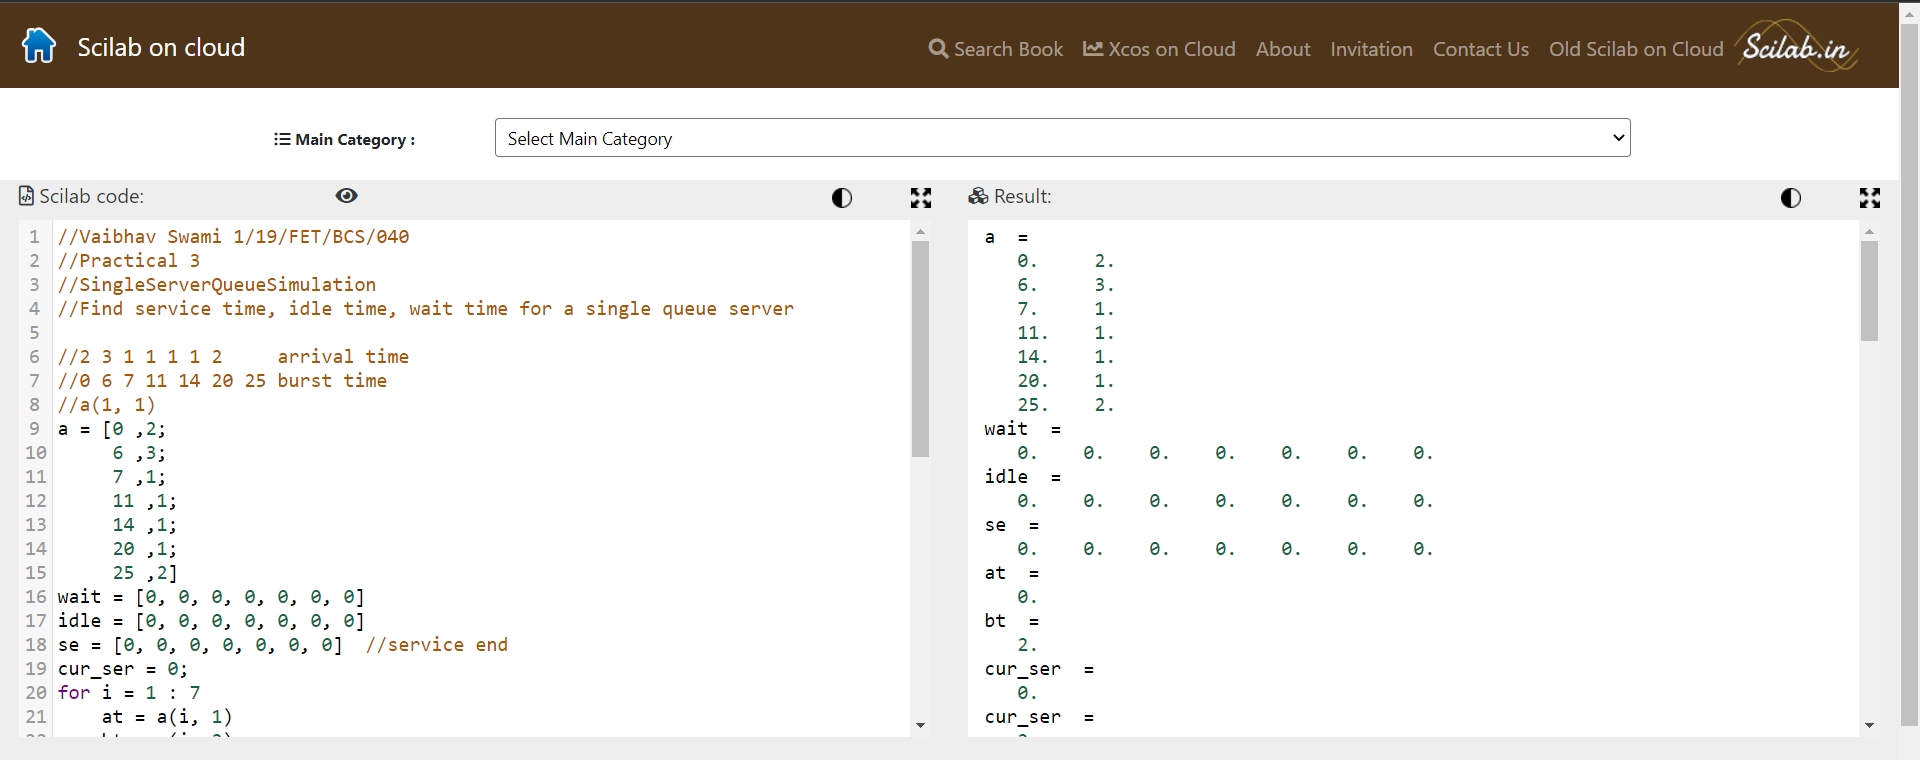 Scilab on cloud
Search Book Xcos on Cloud About Invitation Contact Us Old Scilab on Cloud Scilab.in
Main Category : Select Main Category
Scilab code:
1 //Vaibhav Swami 1/19/FET/BCS/040
2 //Practical 3
3 //SingleServerQueueSimulation
4 //Find service time, idle time, wait time for a single queue server
5
6 //2 3 1 1 1 1 2     arrival time
7 //0 6 7 11 14 20 25 burst time
8 //a(1, 1)
9 a = [0 ,2;
10      6 ,3;
11      7 ,1;
12      11 ,1;
13      14 ,1;
14      20 ,1;
15      25 ,2]
16 wait = [0, 0, 0, 0, 0, 0, 0]
17 idle = [0, 0, 0, 0, 0, 0, 0]
18 se = [0, 0, 0, 0, 0, 0, 0]  //service end
19 cur_ser = 0;
20 for i = 1 : 7
21     at = a(i, 1)
Result:
a  =
0.     2.
6.     3.
7.     1.
11.    1.
14.    1.
20.    1.
25.    2.
wait  =
0.    0.    0.    0.    0.    0.    0.
idle  =
0.    0.    0.    0.    0.    0.    0.
se  =
0.    0.    0.    0.    0.    0.    0.
at  =
0.
bt  =
2.
cur_ser  =
0.
cur_ser  =